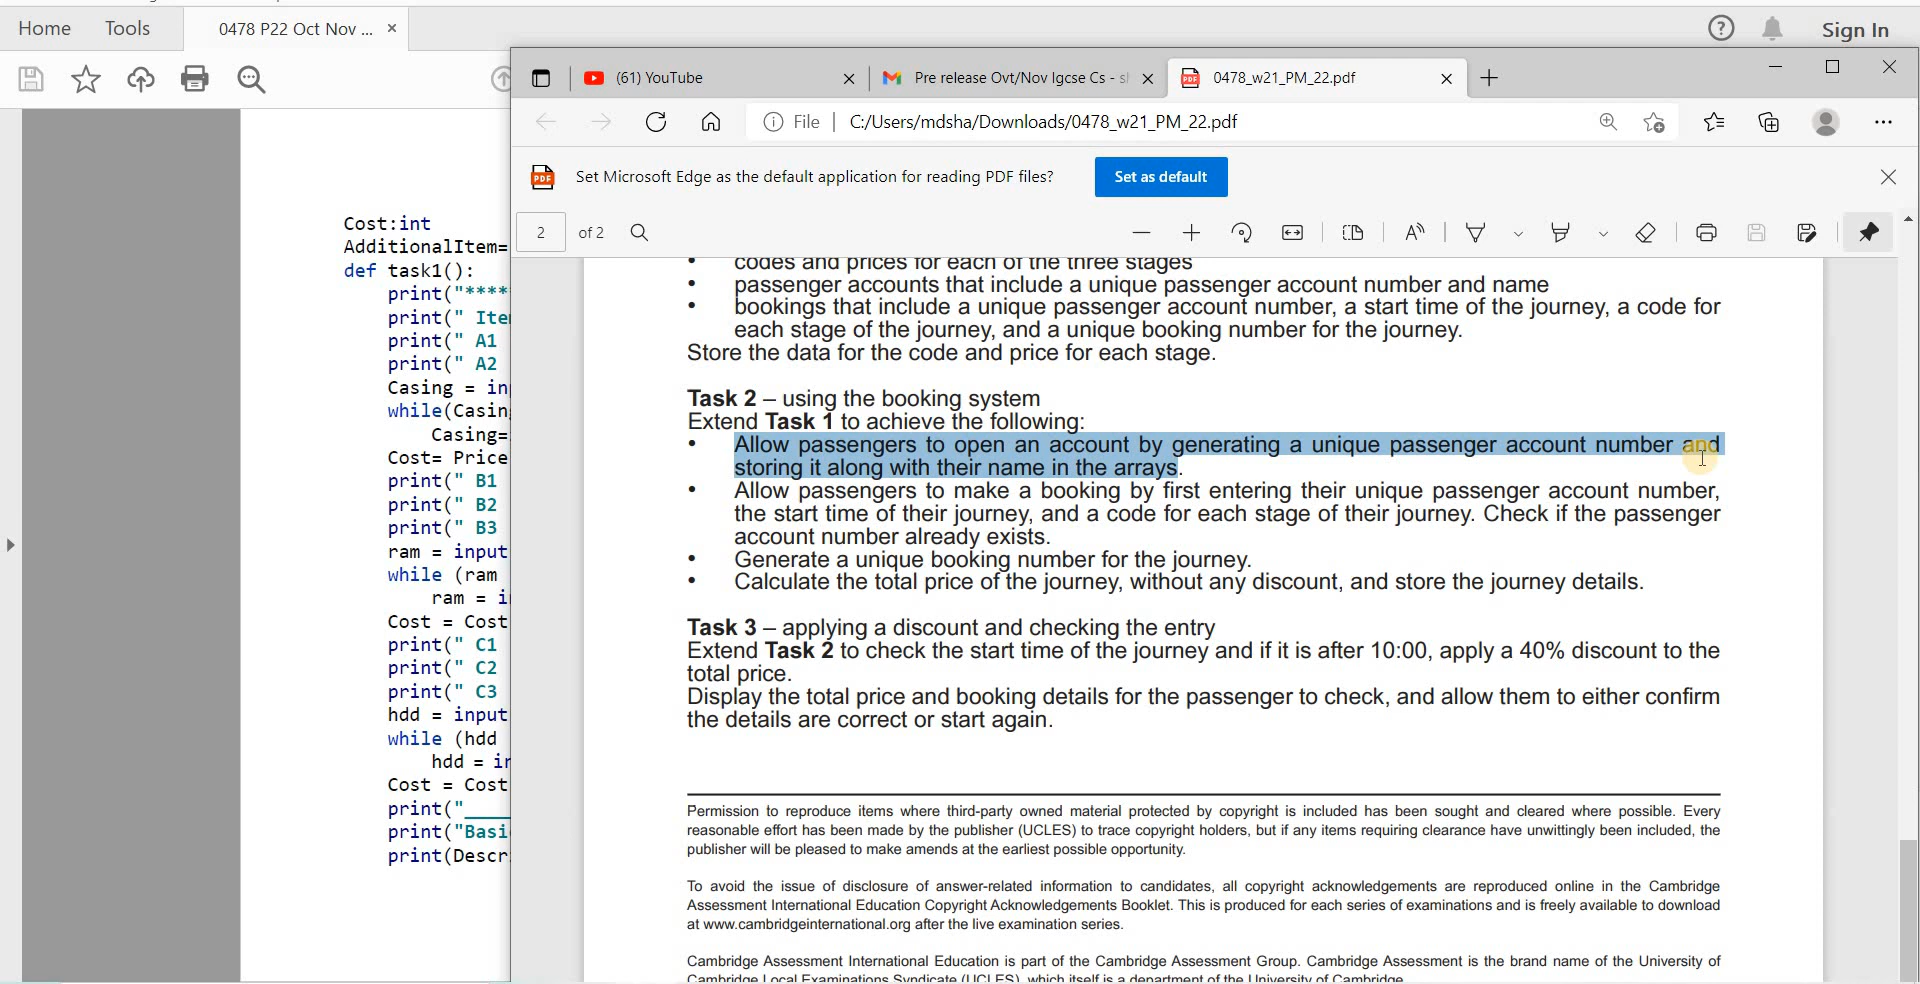 Home Tools 0478 P22 Oct Nov ... ×
Sign In
(61) YouTube
Pre release Ovt/Nov Igcse Cs - s
0478_w21_PM_22.pdf
File C:/Users/mdsha/Downloads/0478_w21_PM_22.pdf
Set Microsoft Edge as the default application for reading PDF files? Set as default
2 of 2
Cost:int
AdditionalItem=
def task1():
print("****
print(" Ite
print(" A1
print(" A2
Casing = in
while(Casin
Casing=
Cost= Price
print(" B1
print(" B2
print(" B3
ram = input
while (ram
ram = i
Cost = Cost
print(" C1
print(" C2
print(" C3
hdd = input
while (hdd
hdd = in
Cost = Cost
print("____
print("Basi
print(Descr
• codes and prices for each of the three stages
• passenger accounts that include a unique passenger account number and name
• bookings that include a unique passenger account number, a start time of the journey, a code for
each stage of the journey, and a unique booking number for the journey.
Store the data for the code and price for each stage.
Task 2 – using the booking system
Extend Task 1 to achieve the following:
• Allow passengers to open an account by generating a unique passenger account number and
storing it along with their name in the arrays.
• Allow passengers to make a booking by first entering their unique passenger account number,
the start time of their journey, and a code for each stage of their journey. Check if the passenger
account number already exists.
• Generate a unique booking number for the journey.
• Calculate the total price of the journey, without any discount, and store the journey details.
Task 3 – applying a discount and checking the entry
Extend Task 2 to check the start time of the journey and if it is after 10:00, apply a 40% discount to the
total price.
Display the total price and booking details for the passenger to check, and allow them to either confirm
the details are correct or start again.
Permission to reproduce items where third-party owned material protected by copyright is included has been sought and cleared where possible. Every
reasonable effort has been made by the publisher (UCLES) to trace copyright holders, but if any items requiring clearance have unwittingly been included, the
publisher will be pleased to make amends at the earliest possible opportunity.
To avoid the issue of disclosure of answer-related information to candidates, all copyright acknowledgements are reproduced online in the Cambridge
Assessment International Education Copyright Acknowledgements Booklet. This is produced for each series of examinations and is freely available to download
at www.cambridgeinternational.org after the live examination series.
Cambridge Assessment International Education is part of the Cambridge Assessment Group. Cambridge Assessment is the brand name of the University of
Cambridge Local Examinations Syndicate (UCLES), which itself is a department of the University of Cambridge.